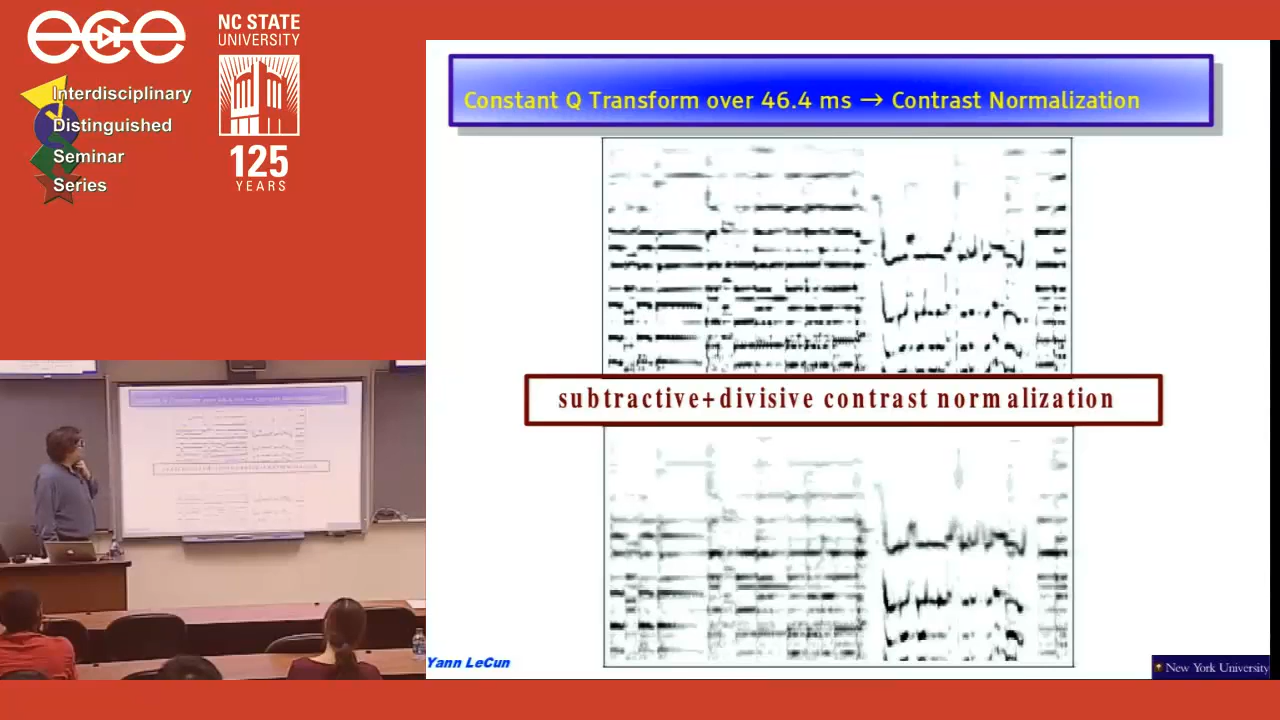 ece
NC STATE
UNIVERSITY
Interdisciplinary
Distinguished
Seminar
Series
125
YEARS
Constant Q Transform over 46.4 ms → Contrast Normalization
subtractive+divisive contrast normalization
Yann LeCun
New York University